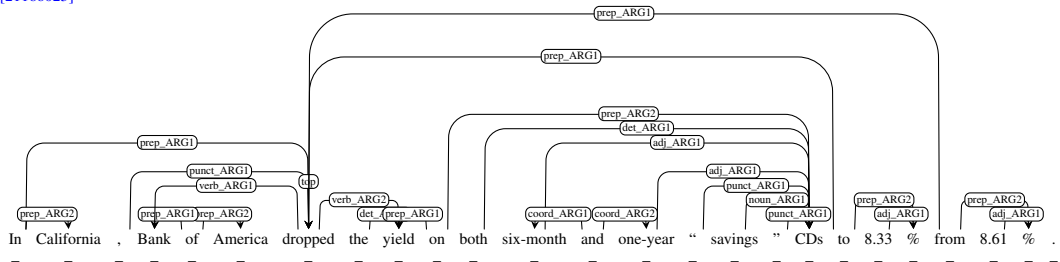 prep_ARG1
prep_ARG1
prep_ARG2
det_ARG1
prep_ARG1 adj_ARG1
punct_ARG1 adj_ARG1
top
verb_ARG1 punct_ARG1
verb_ARG2 noun_ARG1 prep_ARG2 prep_ARG2
prep_ARG2 prep_ARG1 prep_ARG2 prep_ARG1 coord_ARG1 coord_ARG2 punct_ARG1 adj_ARG1 adj_ARG1
In California , Bank of America dropped the yield on both six-month and one-year “ savings ” CDs to 8.33 % from 8.61 % .